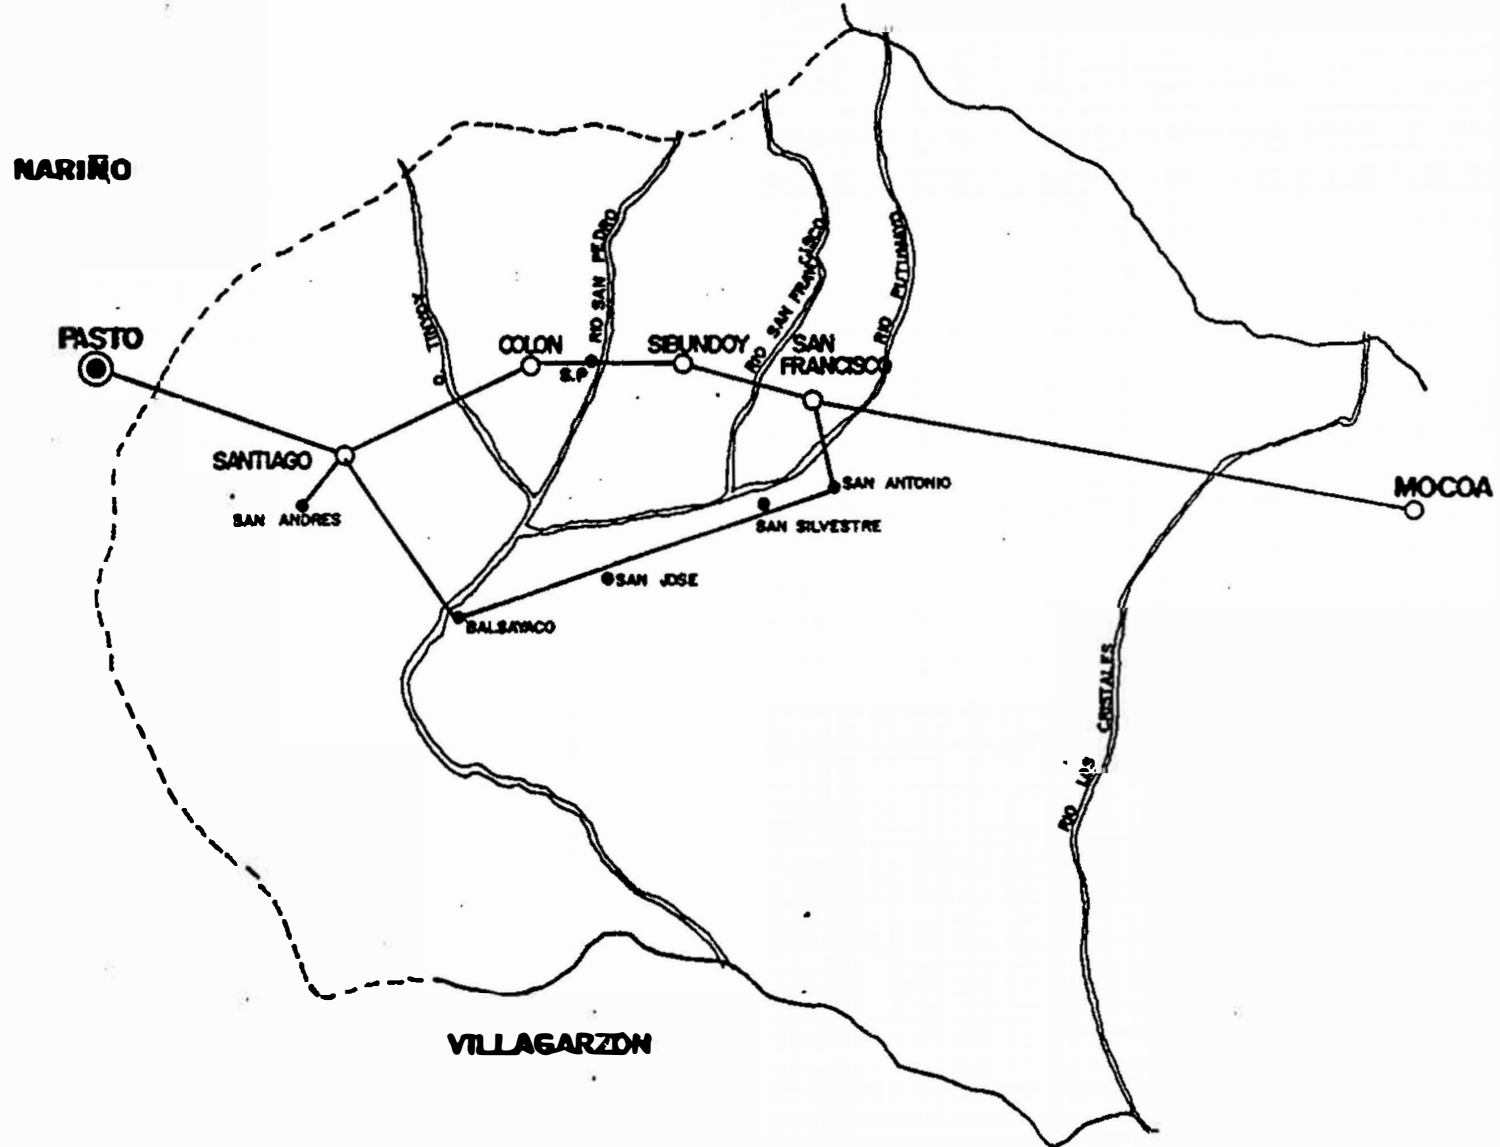 NARIÑO
PASTO
COLON
S.P
SIBUNDOY
SAN
FRANCISCO
RIO SAN PEDRO
RIO SAN FRANCISCO
RIO PUTUMAYO
SANTIAGO
SAN ANDRES
SAN ANTONIO
SAN SILVESTRE
SAN JOSE
BALSAYACO
MOCOA
RIO LOS CRISTALES
VILLAGARZON